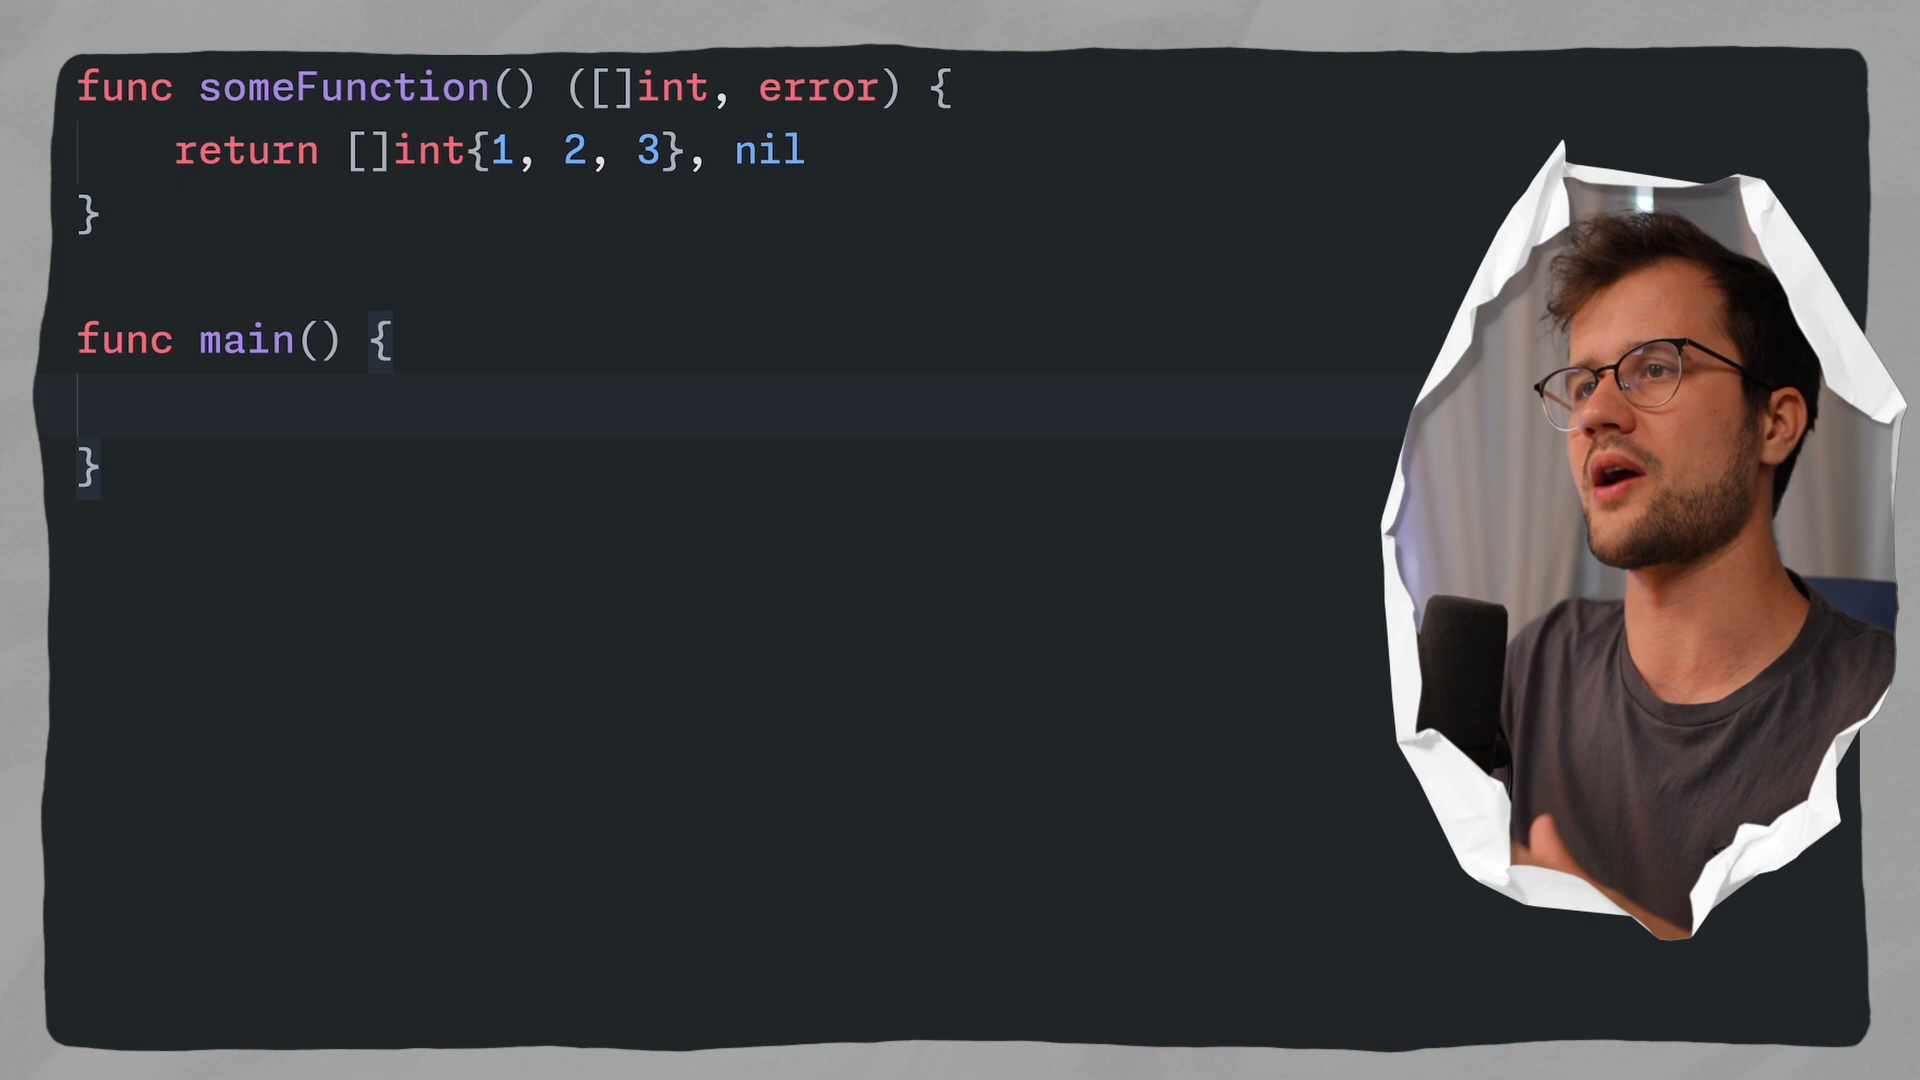 func someFunction() ([]int, error) {
    return []int{1, 2, 3}, nil
}
func main() {
}